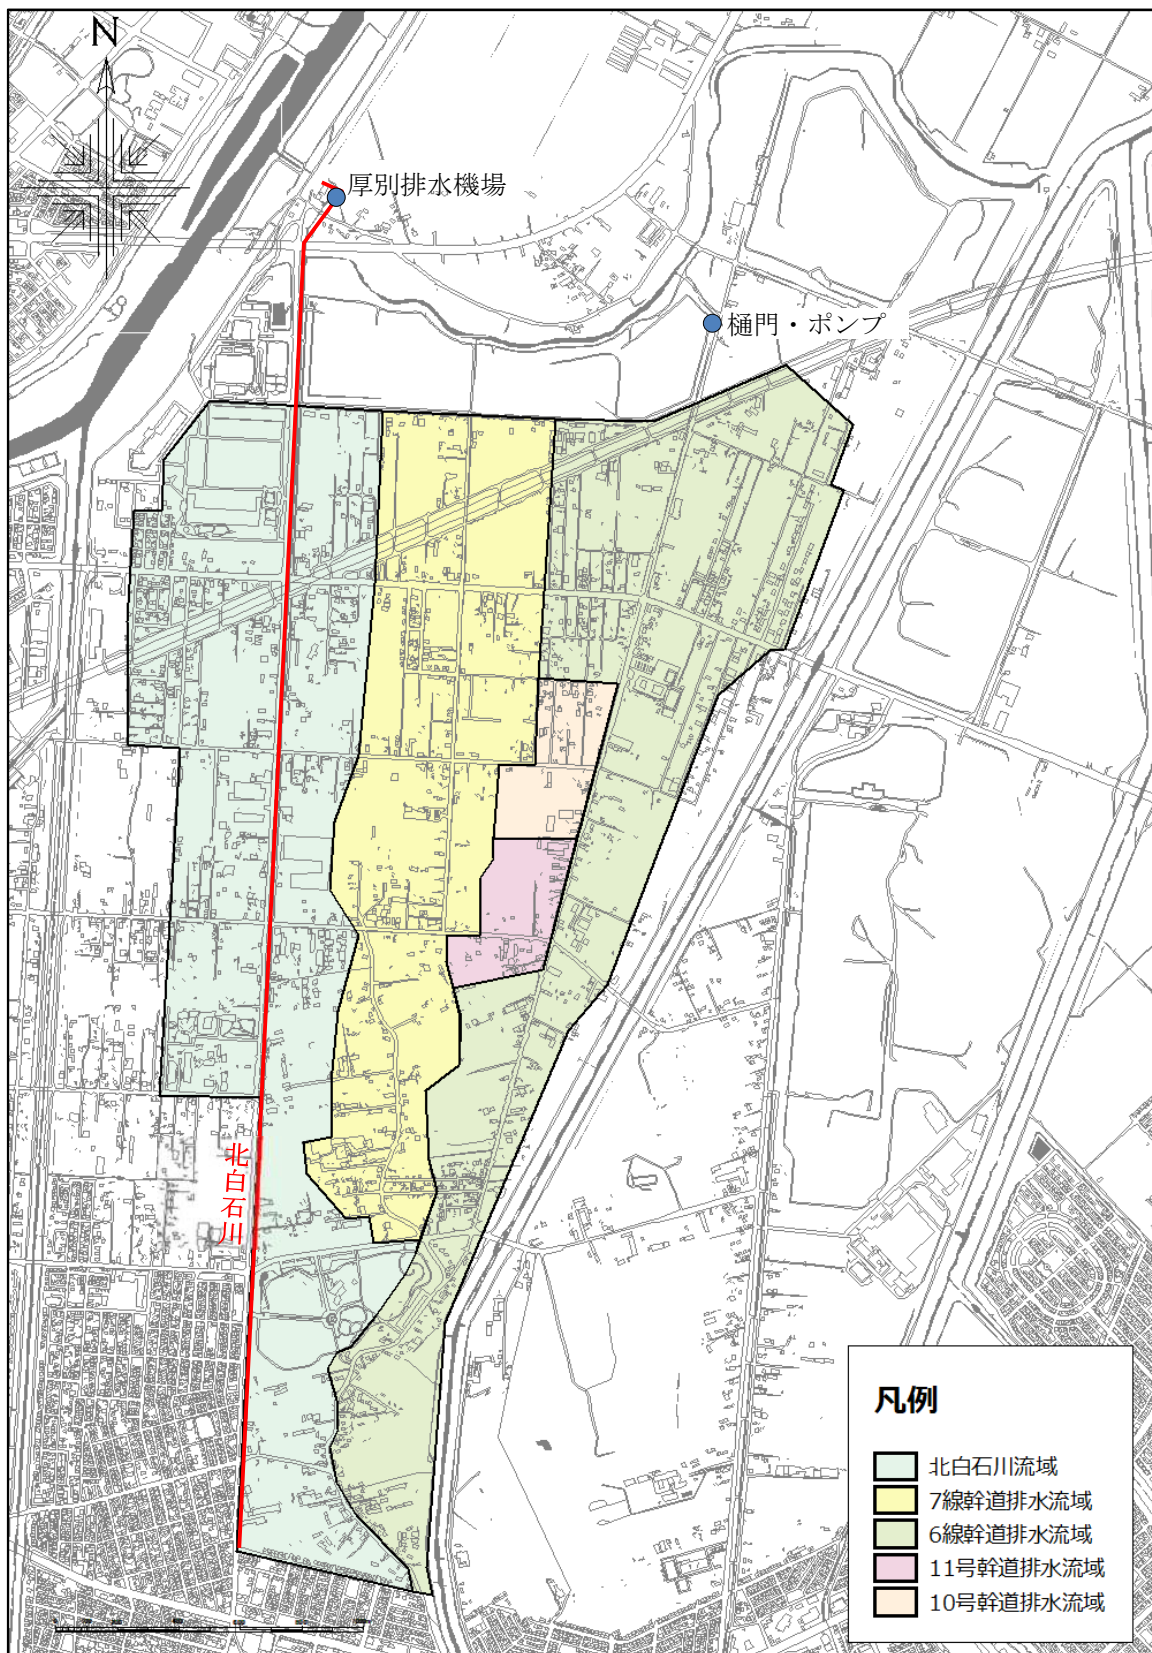 N
厚別排水機場
樋門・ポンプ
北白石川
凡例
北白石川流域
7線幹道排水流域
6線幹道排水流域
11号幹道排水流域
10号幹道排水流域